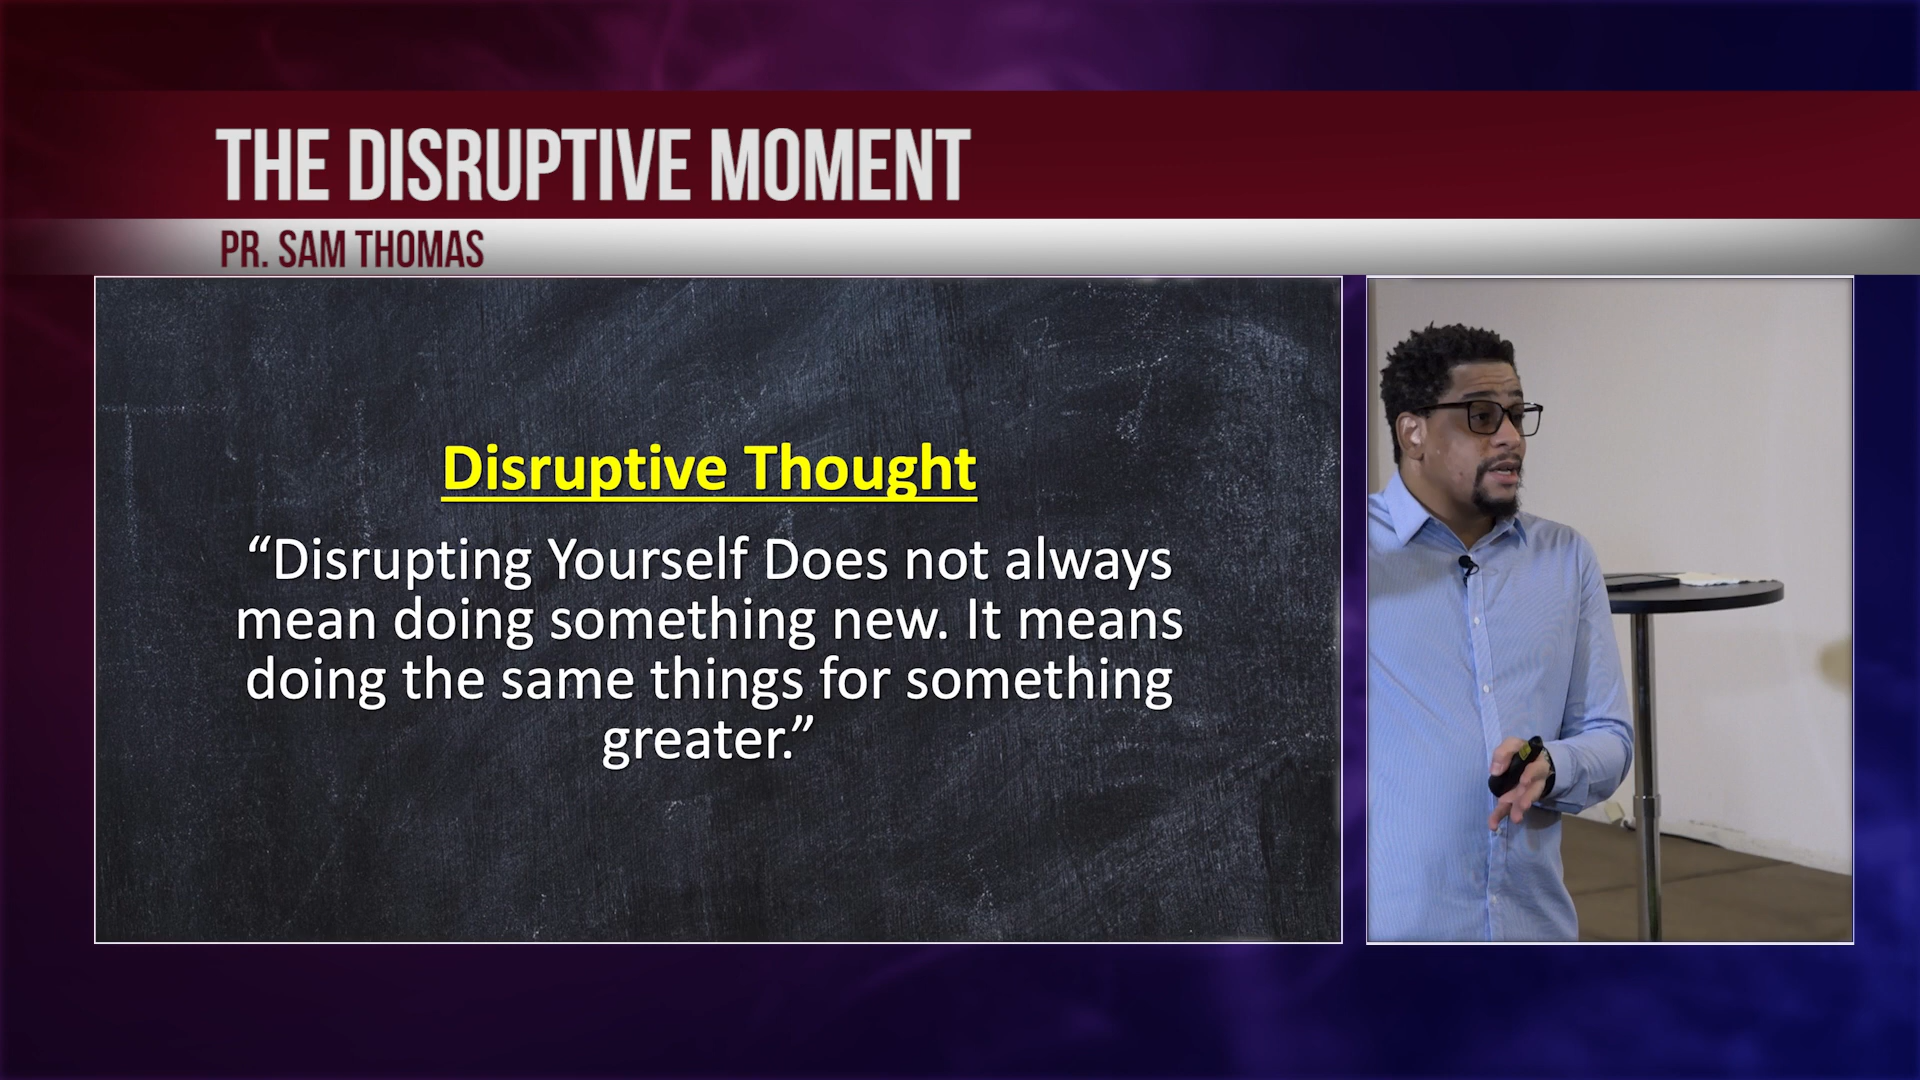 THE DISRUPTIVE MOMENT
PR. SAM THOMAS
Disruptive Thought
“Disrupting Yourself Does not always
mean doing something new. It means
doing the same things for something
greater.”